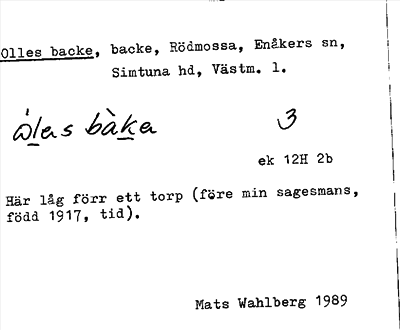 Olles backe, backe, Rödmossa, Enåkers sn,
Simtuna hd, Västm. l.
òlas bàka 3
ek 12H 2b
Här låg förr ett torp (före min sagesmans,
född 1917, tid).
Mats Wahlberg 1989